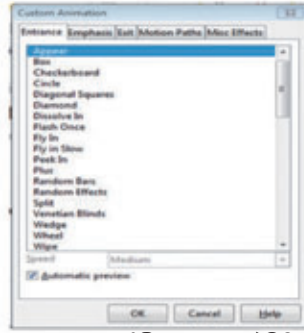 Custom Animation
Entrance Emphasis Exit Motion Paths Misc Effects
Appear
Box
Checkerboard
Circle
Diagonal Squares
Diamond
Dissolve In
Flash Once
Fly In
Fly in Slow
Peek In
Plus
Random Bars
Random Effects
Split
Venetian Blinds
Wedge
Wheel
Wipe
Speed Medium
Automatic preview
OK Cancel Help